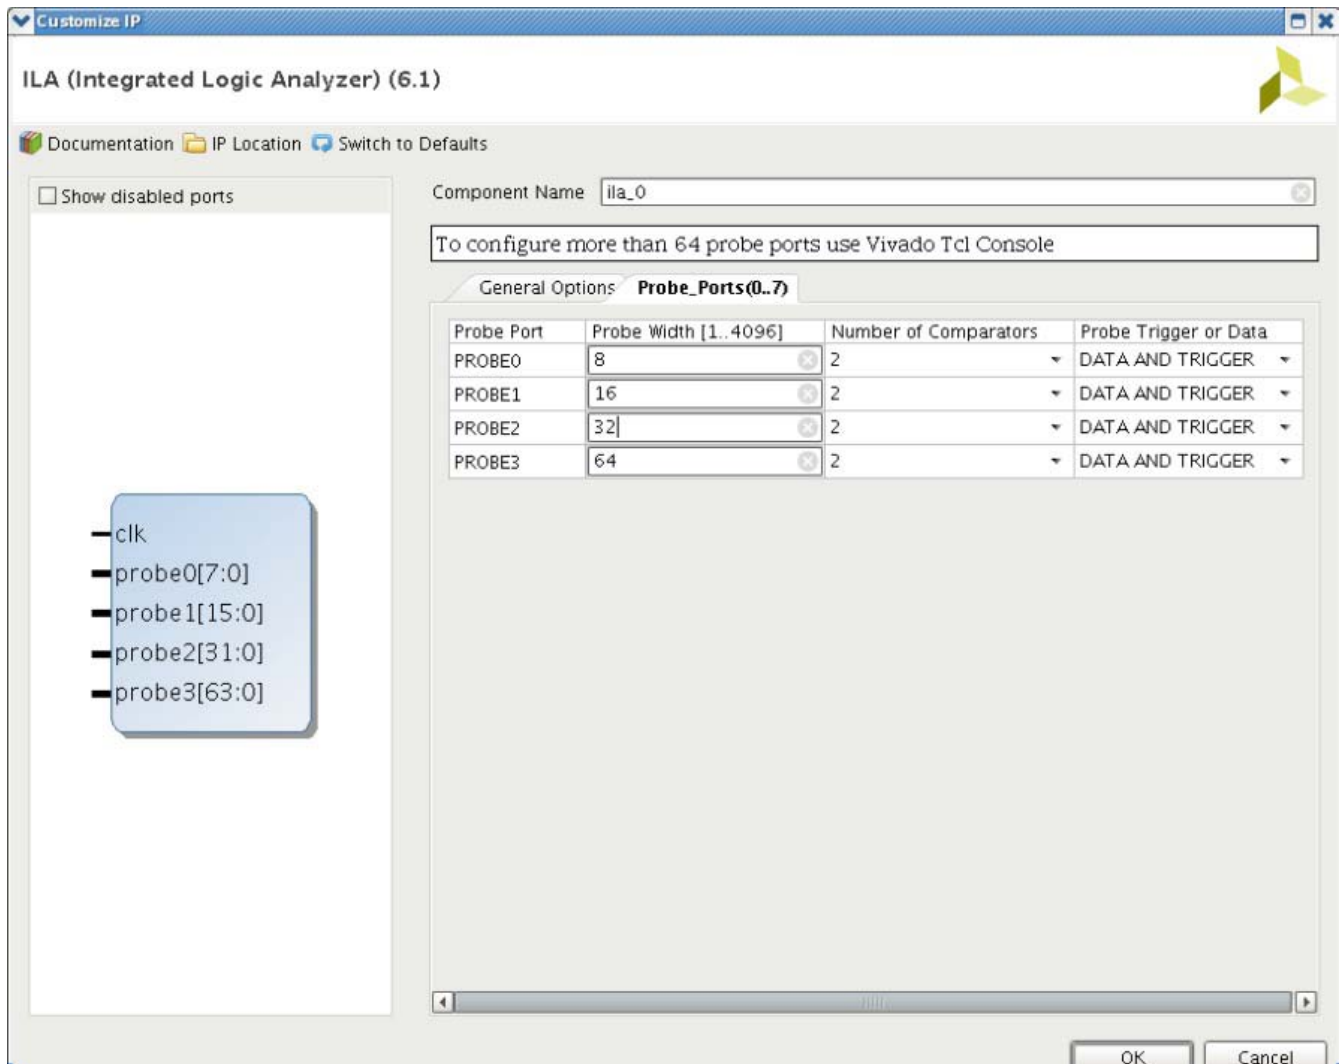 Customize IP
ILA (Integrated Logic Analyzer) (6.1)
Documentation IP Location Switch to Defaults
Show disabled ports
clk
probe0[7:0]
probe1[15:0]
probe2[31:0]
probe3[63:0]
Component Name ila_0
To configure more than 64 probe ports use Vivado Tcl Console
General Options Probe_Ports(0..7)
Probe Port Probe Width [1..4096] Number of Comparators Probe Trigger or Data
PROBE0 8 2 DATA AND TRIGGER
PROBE1 16 2 DATA AND TRIGGER
PROBE2 32 2 DATA AND TRIGGER
PROBE3 64 2 DATA AND TRIGGER
OK Cancel